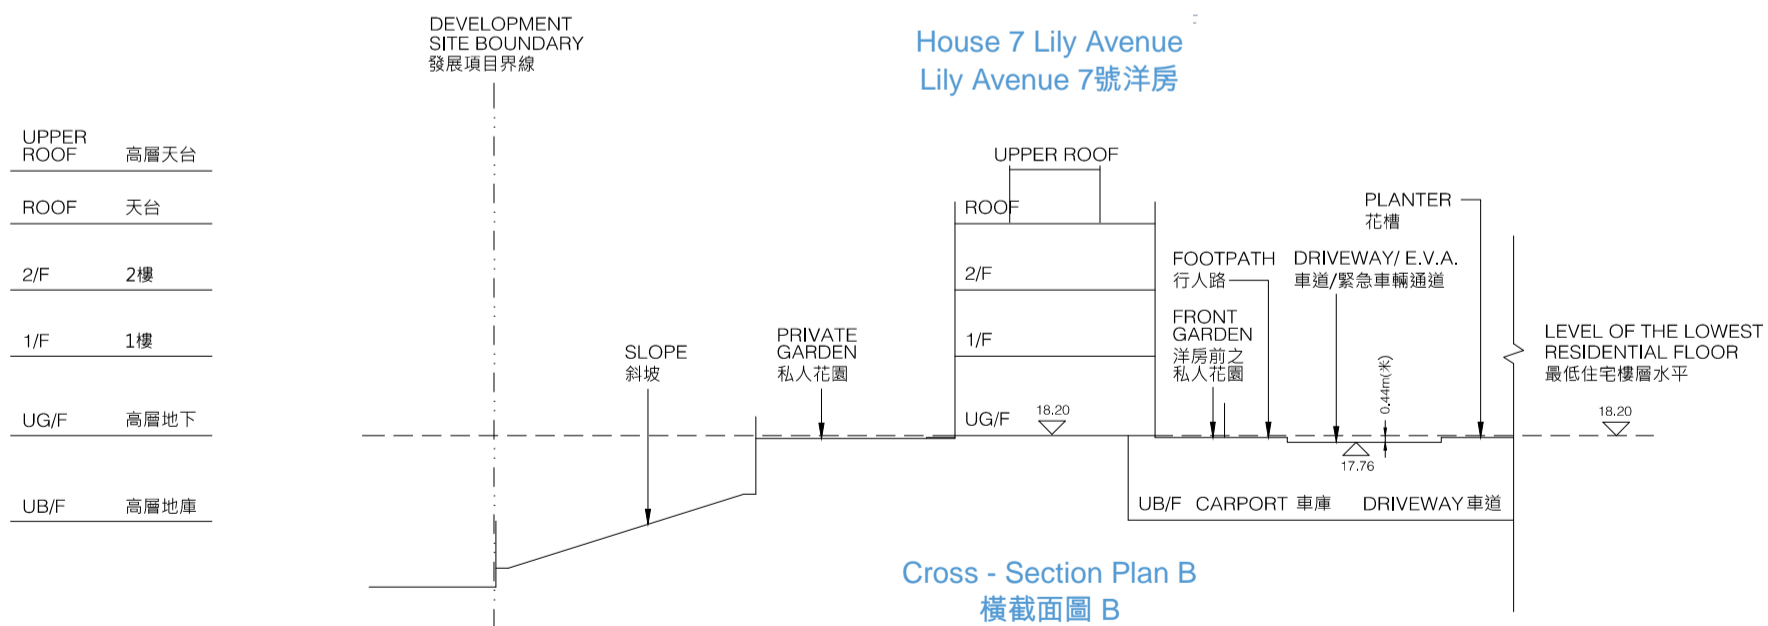 DEVELOPMENT
SITE BOUNDARY
發展項目界線
House 7 Lily Avenue
Lily Avenue 7號洋房
UPPER
ROOF 高層天台
ROOF 天台
2/F 2樓
1/F 1樓
UG/F 高層地下
UB/F 高層地庫
SLOPE
斜坡
PRIVATE
GARDEN
私人花園
UPPER ROOF
ROOF
2/F
1/F
UG/F
18.20
FOOTPATH
行人路
FRONT
GARDEN
洋房前之
私人花園
DRIVEWAY/ E.V.A.
車道/緊急車輛通道
PLANTER
花槽
0.44m(米)
17.76
UB/F CARPORT 車庫 DRIVEWAY 車道
LEVEL OF THE LOWEST
RESIDENTIAL FLOOR
最低住宅樓層水平
18.20
Cross - Section Plan B
橫截面圖 B